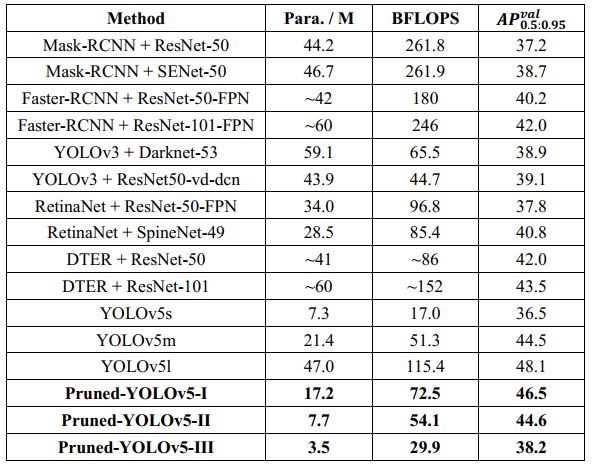 Method Para. / M BFLOPS AP^{val}_{0.5:0.95}
Mask-RCNN + ResNet-50 44.2 261.8 37.2
Mask-RCNN + SENet-50 46.7 261.9 38.7
Faster-RCNN + ResNet-50-FPN ~42 180 40.2
Faster-RCNN + ResNet-101-FPN ~60 246 42.0
YOLOv3 + Darknet-53 59.1 65.5 38.9
YOLOv3 + ResNet50-vd-dcn 43.9 44.7 39.1
RetinaNet + ResNet-50-FPN 34.0 96.8 37.8
RetinaNet + SpineNet-49 28.5 85.4 40.8
DTER + ResNet-50 ~41 ~86 42.0
DTER + ResNet-101 ~60 ~152 43.5
YOLOv5s 7.3 17.0 36.5
YOLOv5m 21.4 51.3 44.5
YOLOv5l 47.0 115.4 48.1
Pruned-YOLOv5-I 17.2 72.5 46.5
Pruned-YOLOv5-II 7.7 54.1 44.6
Pruned-YOLOv5-III 3.5 29.9 38.2